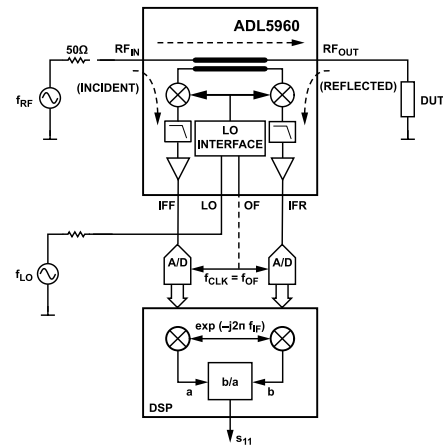 ADL5960
50Ω
RFIN
RFOUT
(INCIDENT)
(REFLECTED)
fRF
DUT
LO
INTERFACE
IFF
LO
OF
IFR
fLO
A/D
A/D
fCLK = fOF
exp (–j2π fIF)
a
b/a
b
DSP
s11